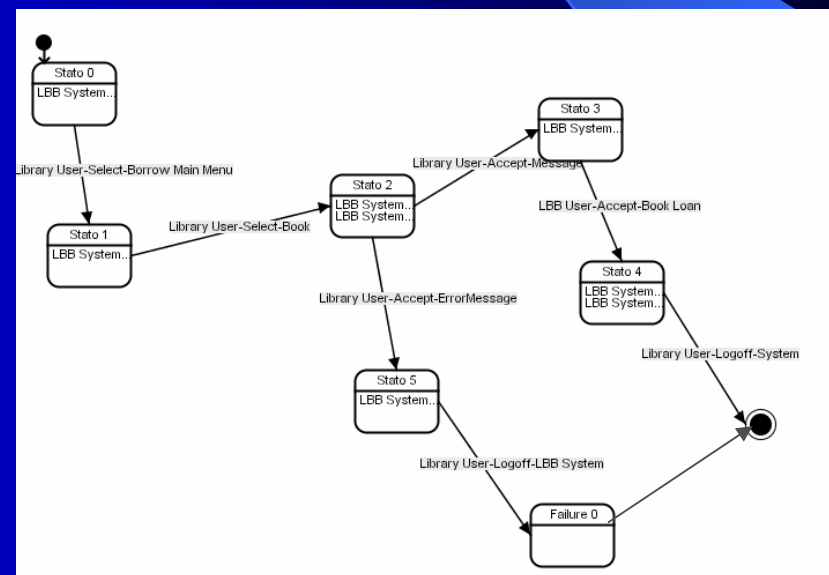 Stato 0
LBB System...
Library User-Select-Borrow Main Menu
Stato 1
LBB System...
Library User-Select-Book
Stato 2
LBB System...
LBB System...
Library User-Accept-Message
Stato 3
LBB System...
LBB User-Accept-Book Loan
Stato 4
LBB System...
LBB System...
Library User-Logoff-System
Library User-Accept-ErrorMessage
Stato 5
LBB System...
Library User-Logoff-LBB System
Failure 0